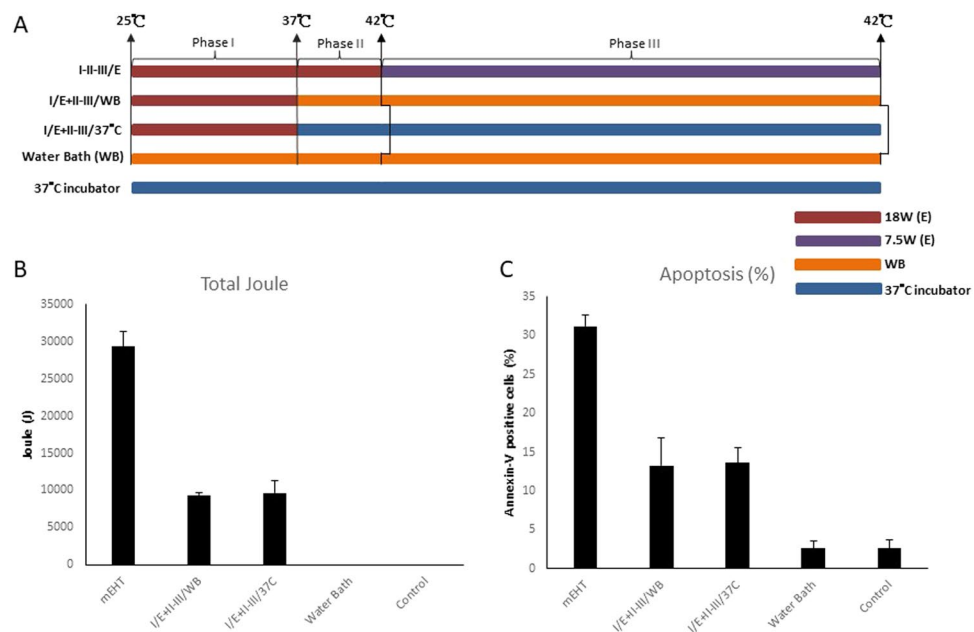 A
25℃ 37℃ 42℃ 42℃
Phase I Phase II Phase III
I-II-III/E
I/E+II-III/WB
I/E+II-III/37°C
Water Bath (WB)
37°C incubator
18W (E)
7.5W (E)
WB
37°C incubator
B
Total Joule
35000
30000
25000
20000
15000
10000
5000
0
Joule (J)
mEHT
I/E+II-III/WB
I/E+II-III/37C
Water Bath
Control
C
Apoptosis (%)
35
30
25
20
15
10
5
0
Annexin-V positive cells (%)
mEHT
I/E+II-III/WB
I/E+II-III/37C
Water Bath
Control